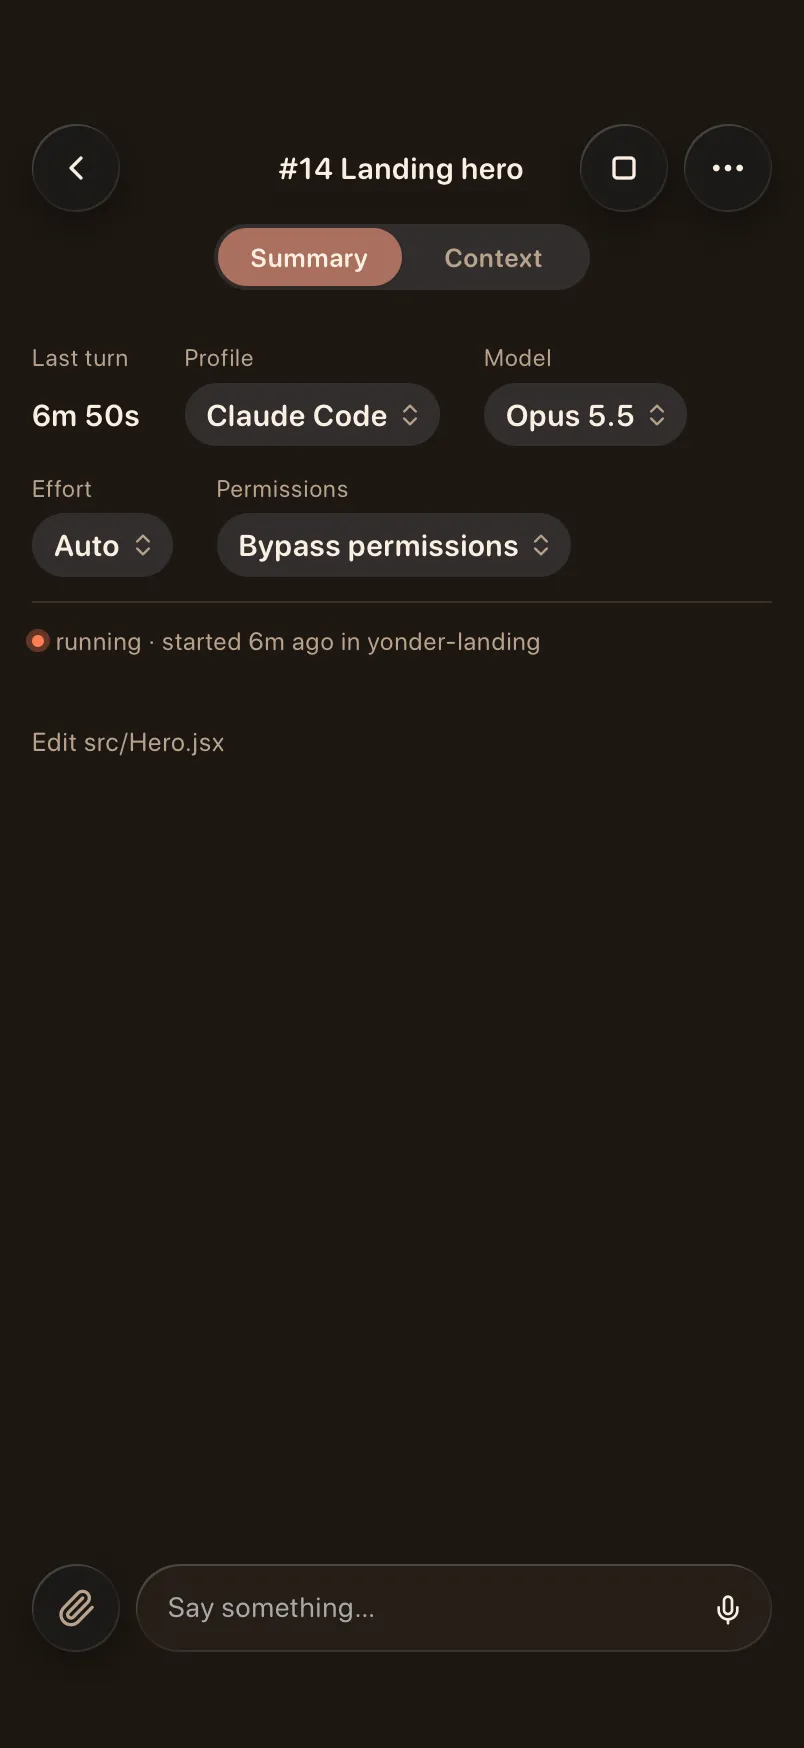 #14 Landing hero
Summary Context
Last turn Profile Model
6m 50s Claude Code Opus 5.5
Effort Permissions
Auto Bypass permissions
running · started 6m ago in yonder-landing
Edit src/Hero.jsx
Say something...